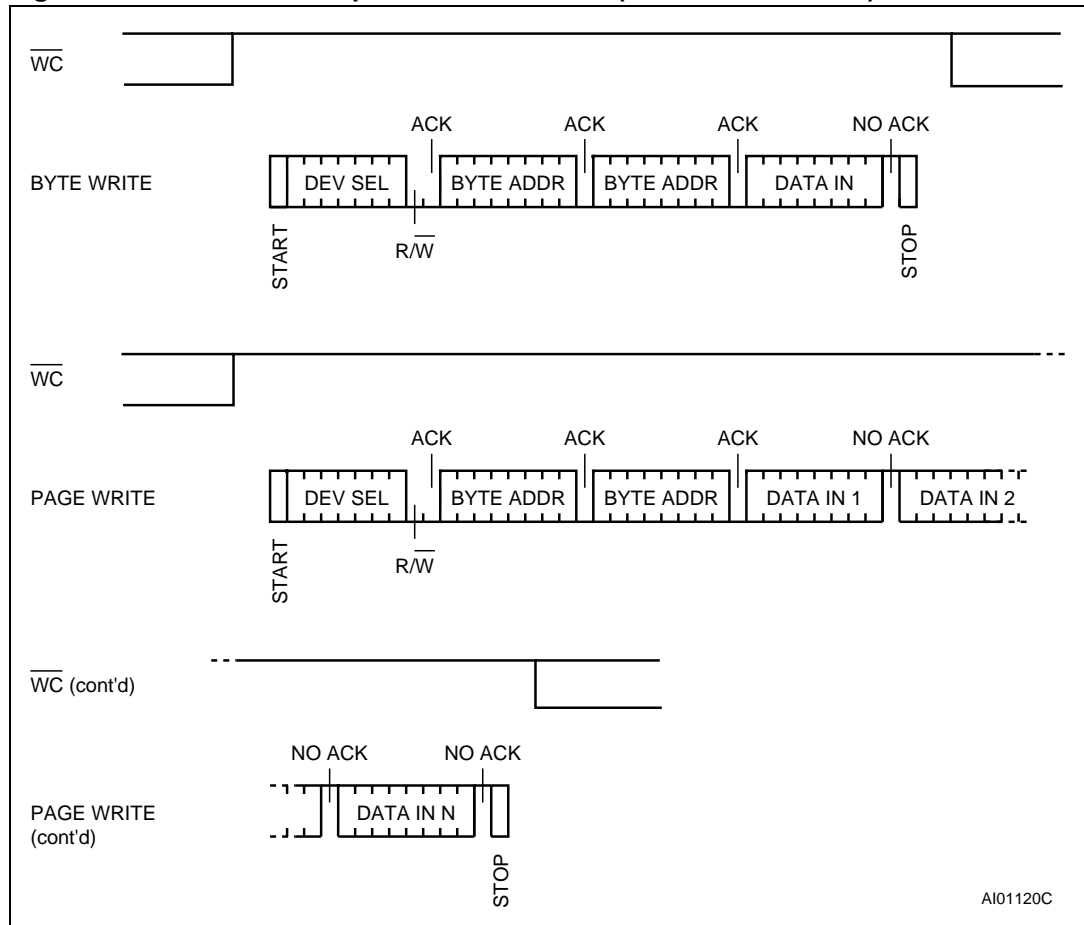 WC
ACK ACK ACK NO ACK
BYTE WRITE DEV SEL BYTE ADDR BYTE ADDR DATA IN
START R/W STOP
WC
ACK ACK ACK NO ACK
PAGE WRITE DEV SEL BYTE ADDR BYTE ADDR DATA IN 1 DATA IN 2
START R/W
WC (cont'd)
NO ACK NO ACK
PAGE WRITE DATA IN N
(cont'd)
STOP
AI01120C